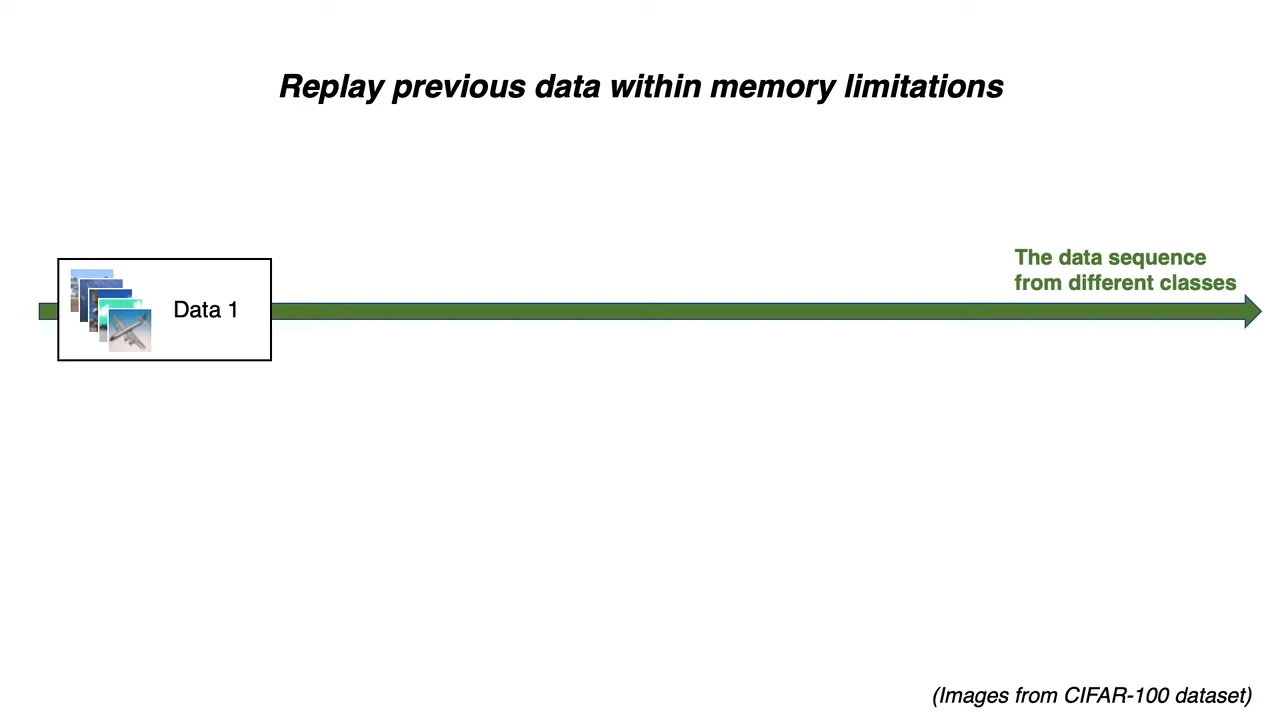 Replay previous data within memory limitations
The data sequence
from different classes
Data 1
(Images from CIFAR-100 dataset)